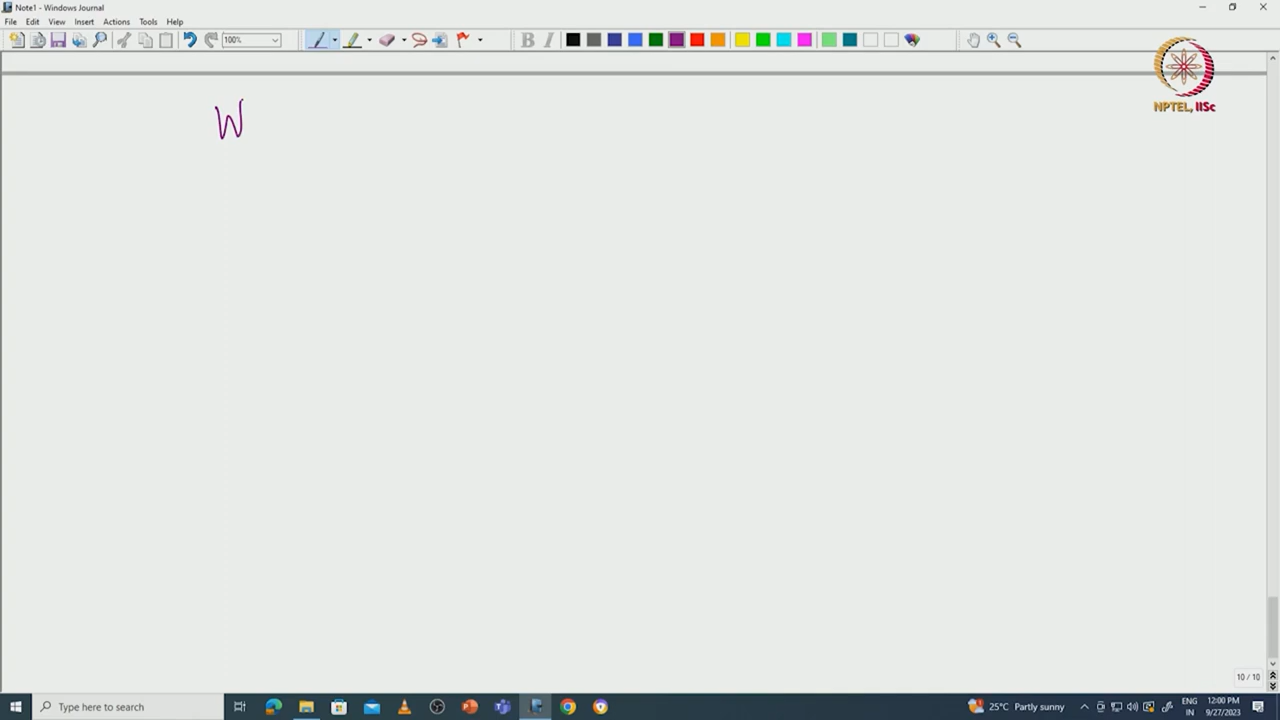 Note1 - Windows Journal
File Edit View Insert Actions Tools Help
100%
B I
NPTEL, IISc
W
10 / 10
Type here to search
25°C Partly sunny
ENG
IN
12:00 PM
9/27/2023